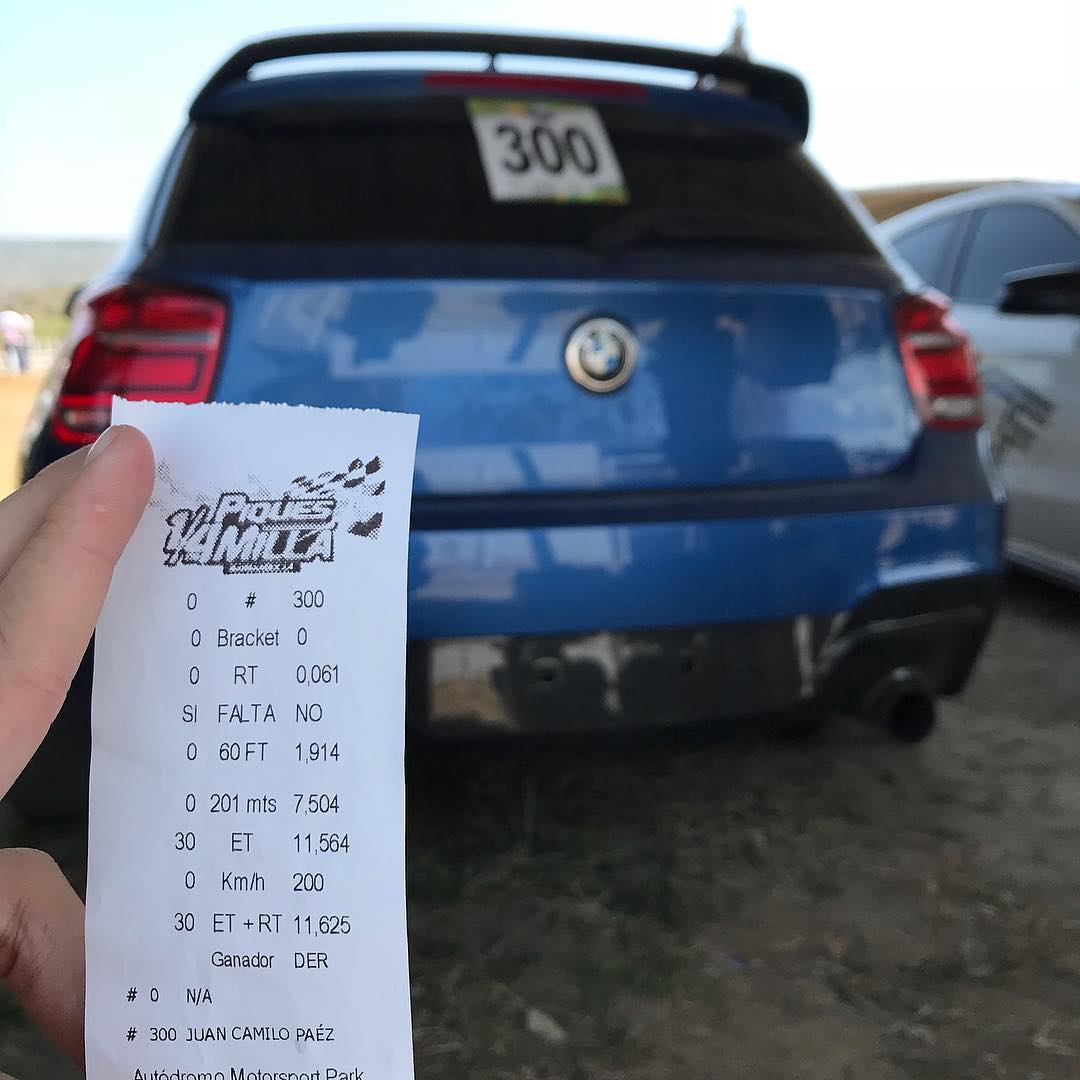 300
Piques
1/4 MILLA
0 # 300
0 Bracket 0
0 RT 0,061
SI FALTA NO
0 60 FT 1,914
0 201 mts 7,504
30 ET 11,564
0 Km/h 200
30 ET + RT 11,625
Ganador DER
# 0 N/A
# 300 JUAN CAMILO PAÉZ
Autódromo Motorsport Park